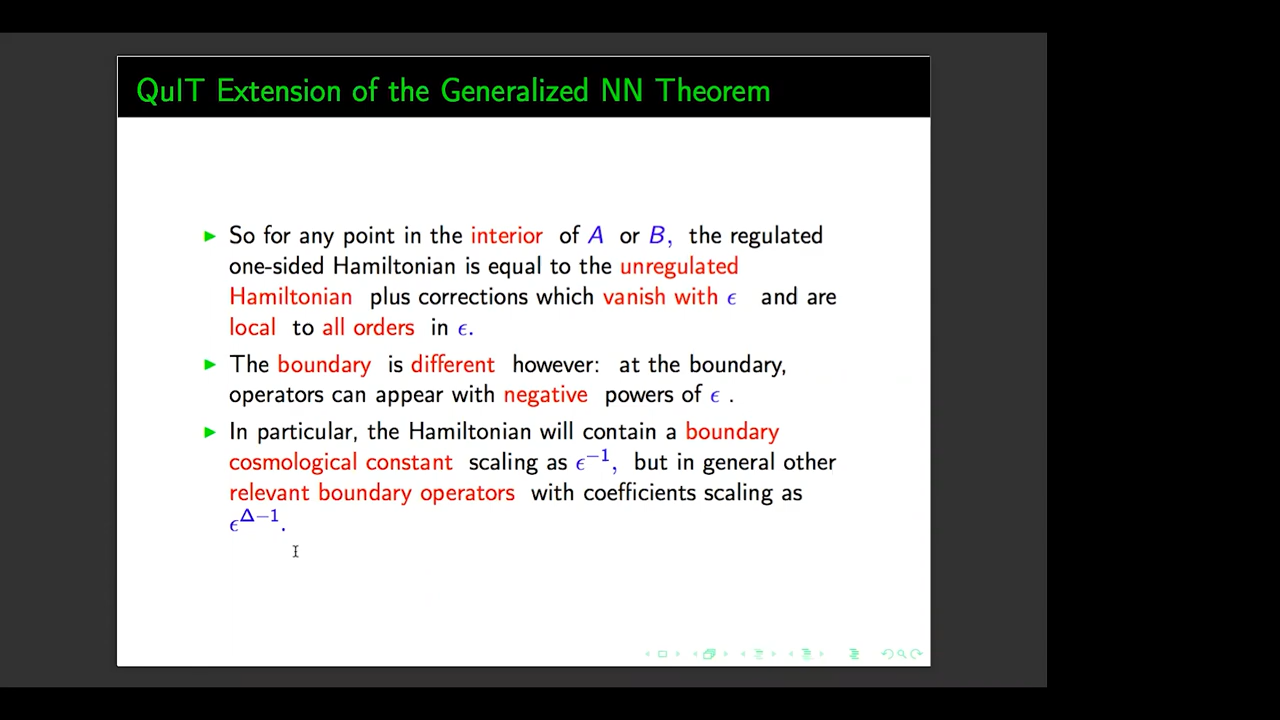 QuIT Extension of the Generalized NN Theorem
► So for any point in the interior of A or B, the regulated
one-sided Hamiltonian is equal to the unregulated
Hamiltonian plus corrections which vanish with ϵ and are
local to all orders in ϵ.
► The boundary is different however: at the boundary,
operators can appear with negative powers of ϵ .
► In particular, the Hamiltonian will contain a boundary
cosmological constant scaling as ϵ⁻¹, but in general other
relevant boundary operators with coefficients scaling as
ϵ^{Δ−1}.